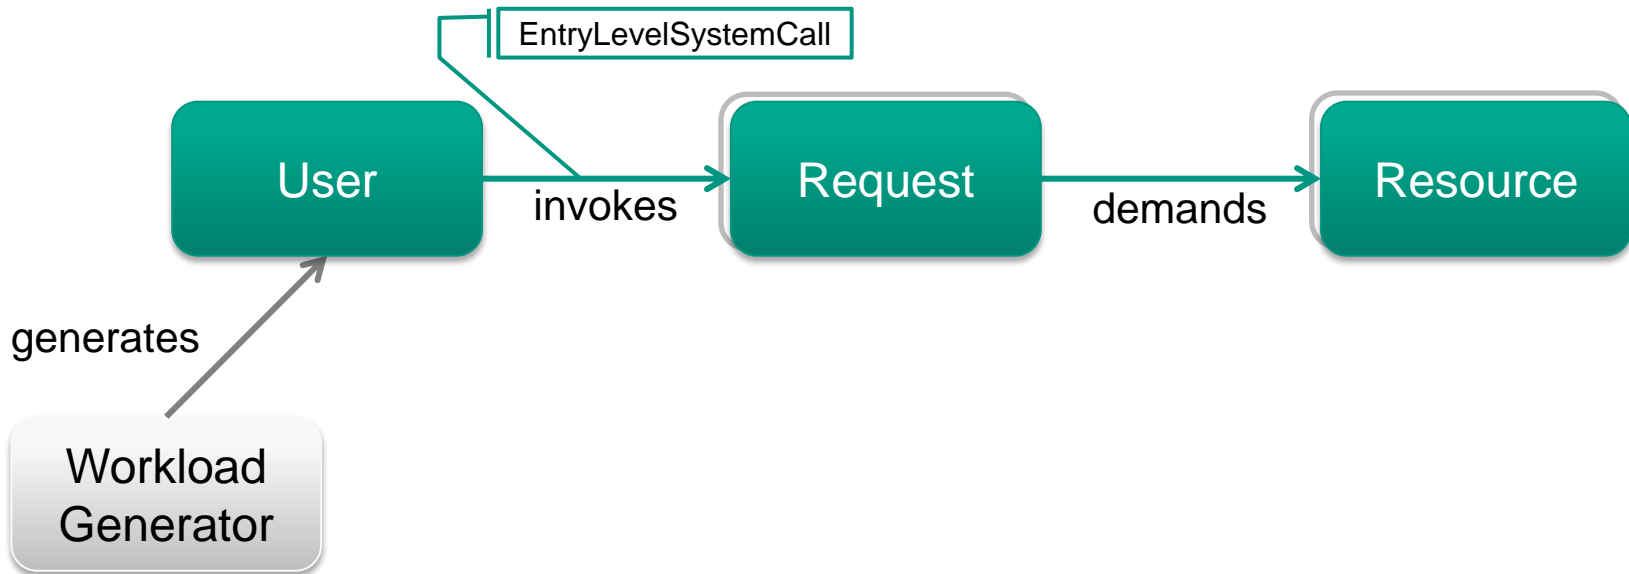 EntryLevelSystemCall
User
invokes
Request
demands
Resource
generates
Workload
Generator